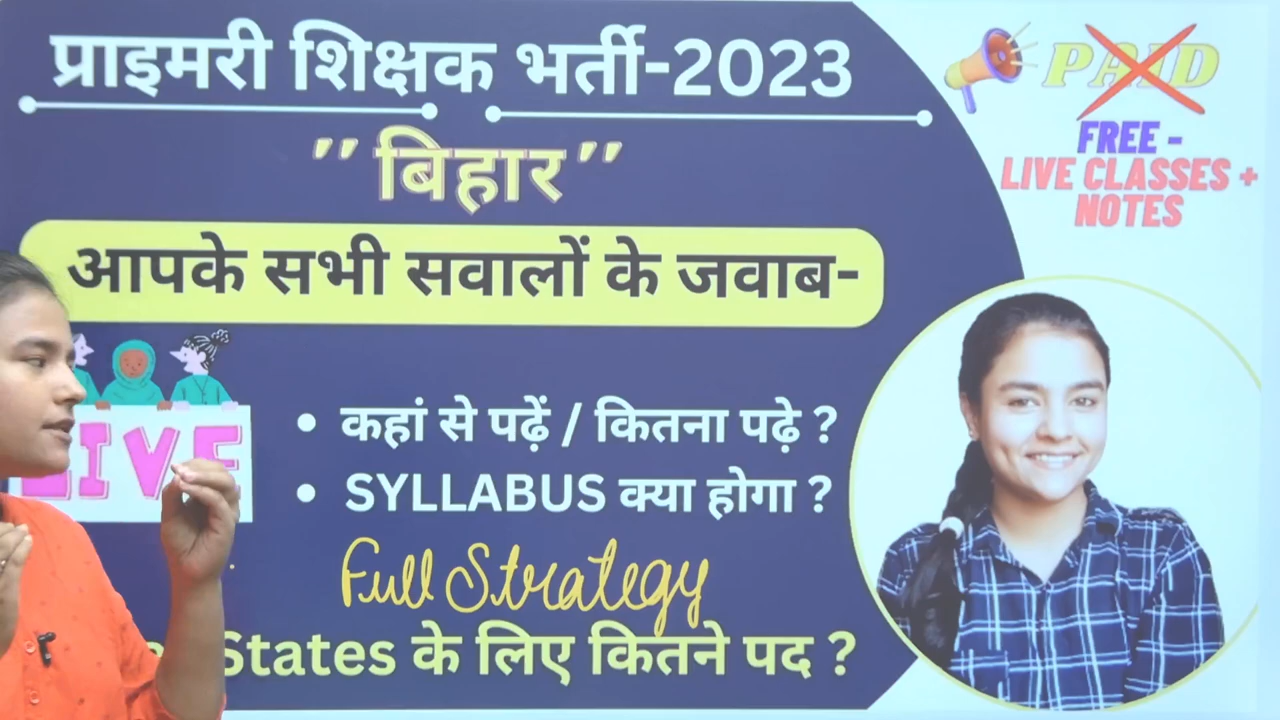 प्राइमरी शिक्षक भर्ती-2023
"बिहार"
आपके सभी सवालों के जवाब-
PAID
FREE -
LIVE CLASSES +
NOTES
LIVE
• कहां से पढ़ें / कितना पढ़े ?
• SYLLABUS क्या होगा ?
Full Strategy
States के लिए कितने पद ?